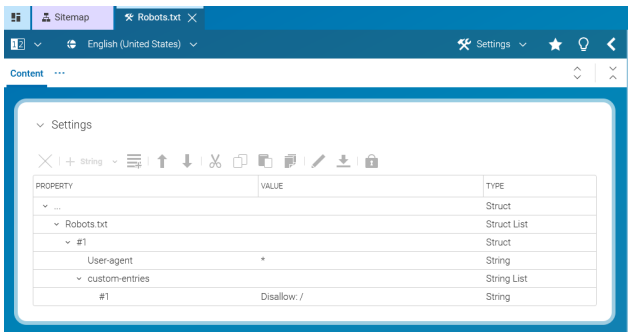 Sitemap
Robots.txt
12
English (United States)
Settings
Content ...
Settings
String
PROPERTY VALUE TYPE
... Struct
Robots.txt Struct List
#1 Struct
User-agent * String
custom-entries String List
#1 Disallow: / String